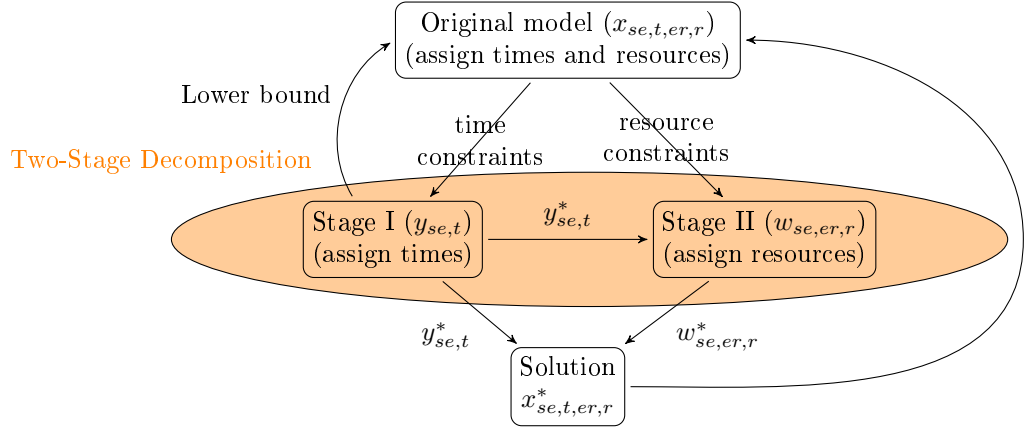 Original model ($x_{se,t,er,r}$)
(assign times and resources)
Lower bound
time
constraints
resource
constraints
Two-Stage Decomposition
Stage I ($y_{se,t}$)
(assign times)
$y^*_{se,t}$
Stage II ($w_{se,er,r}$)
(assign resources)
$y^*_{se,t}$
$w^*_{se,er,r}$
Solution
$x^*_{se,t,er,r}$